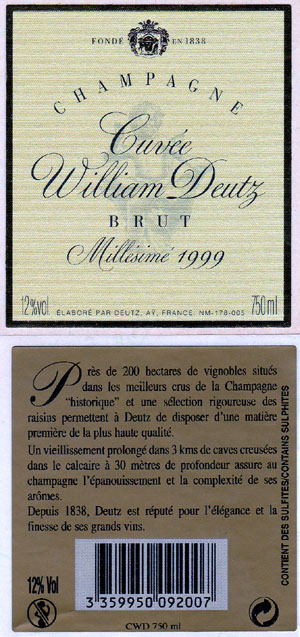 FONDÉ EN 1838
CHAMPAGNE
Cuvée
William Deutz
BRUT
Millésimé 1999
12%vol
ÉLABORÉ PAR DEUTZ, AŸ, FRANCE. NM-178-005
750 ml
Près de 200 hectares de vignobles situés
dans les meilleurs crus de la Champagne
"historique" et une sélection rigoureuse des
raisins permettent à Deutz de disposer d'une matière
première de la plus haute qualité.
Un vieillissement prolongé dans 3 kms de caves creusées
dans le calcaire à 30 mètres de profondeur assure au
champagne l'épanouissement et la complexité de ses
arômes.
Depuis 1838, Deutz est réputé pour l'élégance et la
finesse de ses grands vins.
CONTIENT DES SULFITES/CONTAINS SULPHITES
12% Vol
3 359950 092007
CWD 750 ml